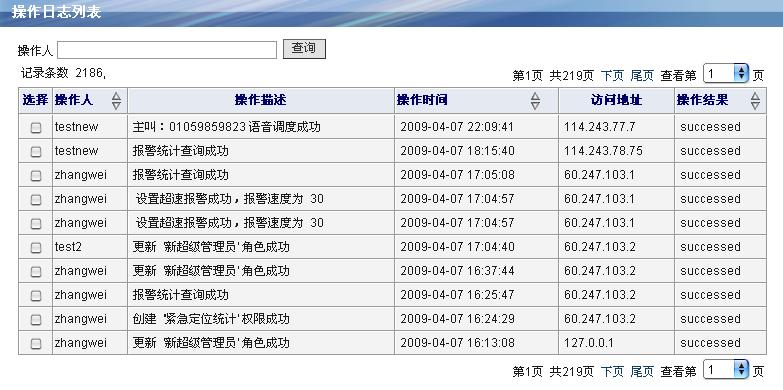 操作日志列表
操作人 查询
记录条数 2186,
第1页 共219页 下页 尾页 查看第 1 页
选择 操作人 操作描述 操作时间 访问地址 操作结果
testnew 主叫：01059859823 语音调度成功 2009-04-07 22:09:41 114.243.77.7 successed
testnew 报警统计查询成功 2009-04-07 18:15:40 114.243.78.75 successed
zhangwei 报警统计查询成功 2009-04-07 17:05:08 60.247.103.1 successed
zhangwei 设置超速报警成功，报警速度为 30 2009-04-07 17:04:57 60.247.103.1 successed
zhangwei 设置超速报警成功，报警速度为 30 2009-04-07 17:04:57 60.247.103.1 successed
test2 更新 '新超级管理员'角色成功 2009-04-07 17:04:40 60.247.103.2 successed
zhangwei 更新 '新超级管理员'角色成功 2009-04-07 16:37:44 60.247.103.2 successed
zhangwei 报警统计查询成功 2009-04-07 16:25:47 60.247.103.2 successed
zhangwei 创建 '紧急定位统计'权限成功 2009-04-07 16:24:29 60.247.103.2 successed
zhangwei 更新 '新超级管理员'角色成功 2009-04-07 16:13:08 127.0.0.1 successed
第1页 共219页 下页 尾页 查看第 1 页